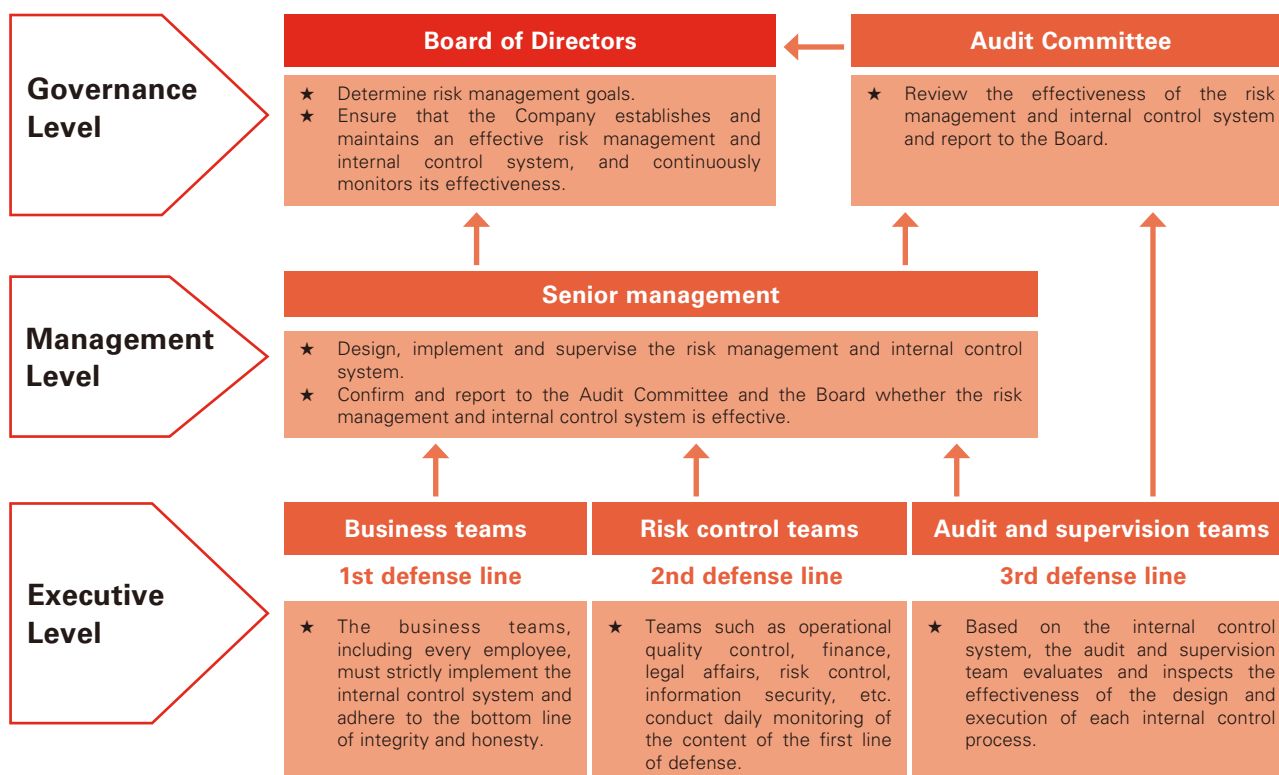 Governance
Level
Board of Directors
★ Determine risk management goals.
★ Ensure that the Company establishes and
maintains an effective risk management and
internal control system, and continuously
monitors its effectiveness.
Audit Committee
★ Review the effectiveness of the risk
management and internal control system
and report to the Board.
Management
Level
Senior management
★ Design, implement and supervise the risk management and internal control
system.
★ Confirm and report to the Audit Committee and the Board whether the risk
management and internal control system is effective.
Executive
Level
Business teams
1st defense line
★ The business teams,
including every employee,
must strictly implement the
internal control system and
adhere to the bottom line
of integrity and honesty.
Risk control teams
2nd defense line
★ Teams such as operational
quality control, finance,
legal affairs, risk control,
information security, etc.
conduct daily monitoring of
the content of the first line
of defense.
Audit and supervision teams
3rd defense line
★ Based on the internal control
system, the audit and supervision
team evaluates and inspects the
effectiveness of the design and
execution of each internal control
process.